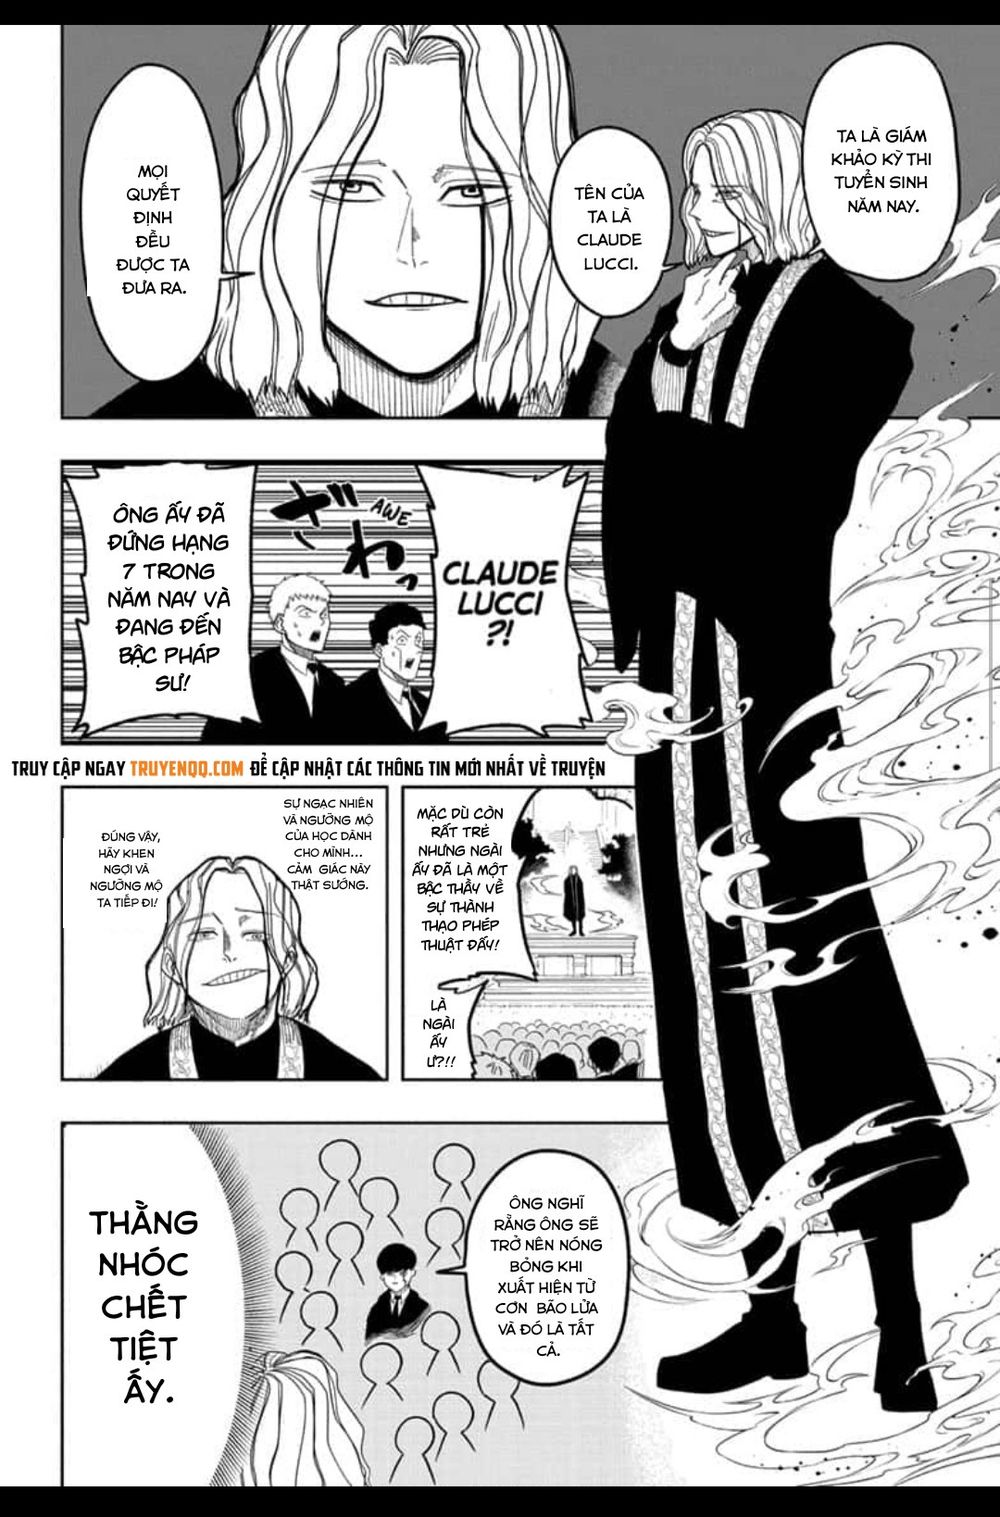 TA LÀ GIÁM
KHẢO KỲ THI
TUYỂN SINH
NĂM NAY.
TÊN CỦA
TA LÀ
CLAUDE
LUCCI.
MỌI
QUYẾT
ĐỊNH
ĐỀU
ĐƯỢC TA
ĐƯA RA.
CLAUDE
LUCCI
?!
AWE
ざわっ
ÔNG ẤY ĐÃ
ĐỨNG HẠNG
7 TRONG
NĂM NAY VÀ
ĐANG ĐẾN
BẬC PHÁP
SƯ!
TRUY CẬP NGAY TRUYENQQ.COM ĐỂ CẬP NHẬT CÁC THÔNG TIN MỚI NHẤT VỀ TRUYỆN
MẶC DÙ CÒN
RẤT TRẺ
NHƯNG NGÀI
ẤY ĐÃ LÀ MỘT
BẬC THẦY VỀ
SỰ THÀNH
THẠO PHÉP
THUẬT ĐẤY!
LÀ
NGÀI
ẤY
Ư?!!
SỰ NGẠC NHIÊN
VÀ NGƯỠNG MỘ
CỦA HỌC DÀNH
CHO MÌNH...
CẢM GIÁC NÀY
THẬT SƯỚNG.
ĐÚNG VẬY,
HÃY KHEN
NGỢI VÀ
NGƯỠNG MỘ
TA TIẾP ĐI!
ÔNG NGHĨ
RẰNG ÔNG SẼ
TRỞ NÊN NÓNG
BỎNG KHI
XUẤT HIỆN TỪ
CƠN BÃO LỬA
VÀ ĐÓ LÀ TẤT
CẢ.
THẰNG
NHÓC
CHẾT
TIỆT
ẤY.